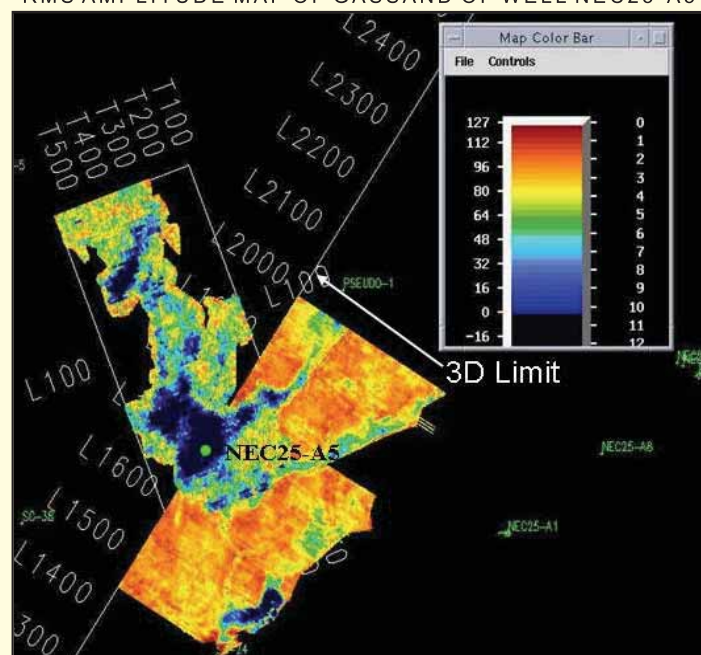 RMS AMPLITUDE MAP OF GASSAND OF WELL NEC25-A5
Map Color Bar
File Controls
127
112
96
80
64
48
32
16
0
-16
0
1
2
3
4
5
6
7
8
9
10
11
12
L2400
L2300
L2200
L2100
L2000
T100
T200
T300
T400
T500
PSEUDO-1
3D Limit
L100
NEC25-A5
NEC25-A8
L1600
L1500
L1400
NEC25-A1